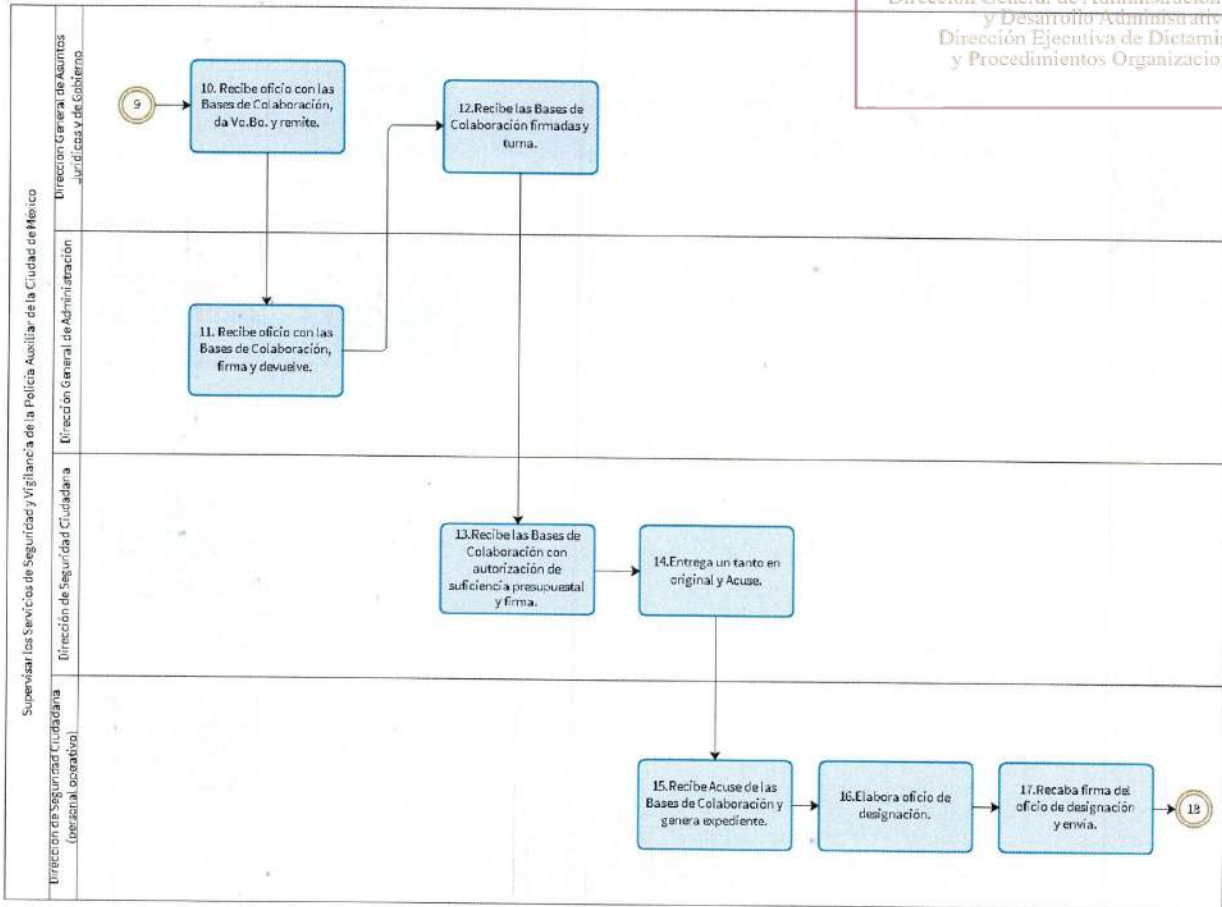 Dirección General de Administración
y Desarrollo Administrativ
Dirección Ejecutiva de Dictami
y Procedimientos Organizacio
Supervisar los Servicios de Seguridad y Vigilancia de la Policía Auxiliar de la Ciudad de México
Dirección General de Asuntos
Jurídicos y de Gobierno
9
10. Recibe oficio con las
Bases de Colaboración,
da Vo.Bo. y remite.
12.Recibe las Bases de
Colaboración firmadas y
turna.
Dirección General de Administración
11. Recibe oficio con las
Bases de Colaboración,
firma y devuelve.
Dirección de Seguridad Ciudadana
13.Recibe las Bases de
Colaboración con
autorización de
suficiencia presupuestal
y firma.
14.Entrega un tanto en
original y Acuse.
Dirección de Seguridad Ciudadadana
(personal operativo)
15.Recibe Acuse de las
Bases de Colaboración y
genera expediente.
16.Elabora oficio de
designación.
17.Recaba firma del
oficio de designación
y envía.
18